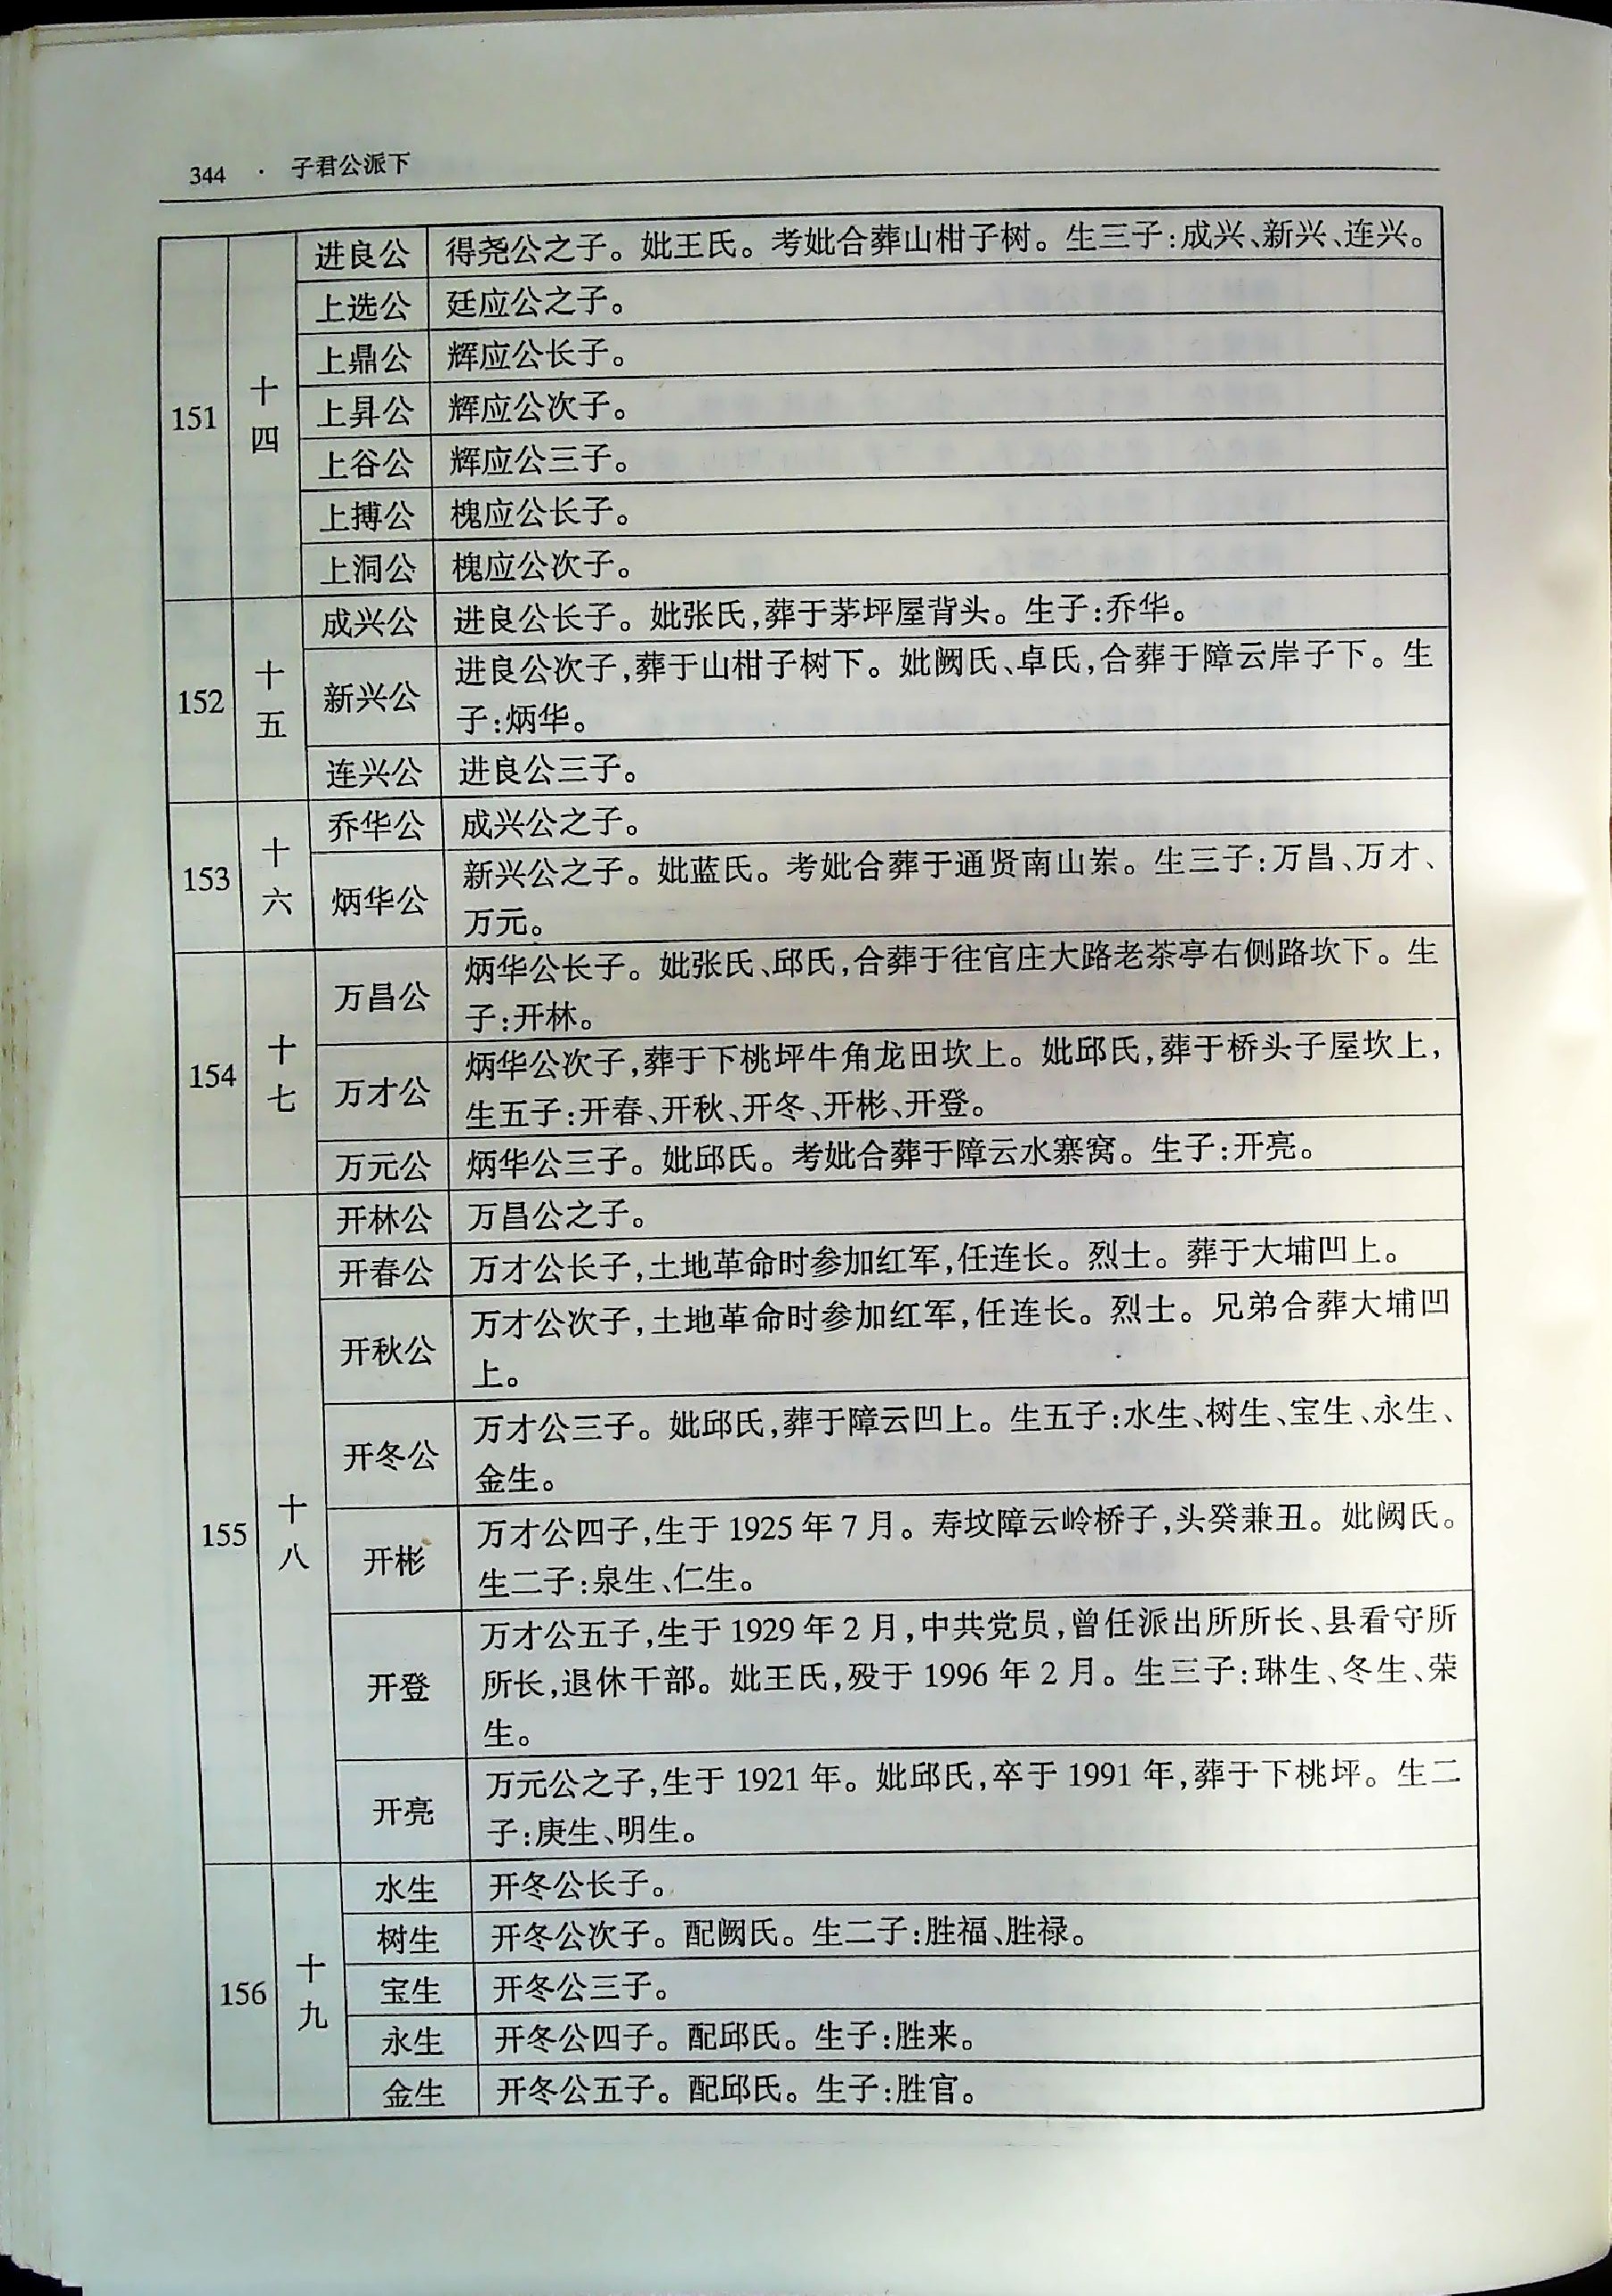 344 · 子君公派下
151 十四 进良公 得尧公之子。妣王氏。考妣合葬山柑子树。生三子:成兴、新兴、连兴。
上选公 廷应公之子。
上鼎公 辉应公长子。
上昇公 辉应公次子。
上谷公 辉应公三子。
上搏公 槐应公长子。
上洞公 槐应公次子。
152 十五 成兴公 进良公长子。妣张氏,葬于茅坪屋背头。生子:乔华。
新兴公 进良公次子,葬于山柑子树下。妣阙氏、卓氏,合葬于障云岸子下。生
子:炳华。
连兴公 进良公三子。
153 十六 乔华公 成兴公之子。
炳华公 新兴公之子。妣蓝氏。考妣合葬于通贤南山岽。生三子:万昌、万才、
万元。
154 十七 万昌公 炳华公长子。妣张氏、邱氏,合葬于往官庄大路老茶亭右侧路坎下。生
子:开林。
万才公 炳华公次子,葬于下桃坪牛角龙田坎上。妣邱氏,葬于桥头子屋坎上,
生五子:开春、开秋、开冬、开彬、开登。
万元公 炳华公三子。妣邱氏。考妣合葬于障云水寨窝。生子:开亮。
155 十八 开林公 万昌公之子。
开春公 万才公长子,土地革命时参加红军,任连长。烈士。葬于大埔凹上。
开秋公 万才公次子,土地革命时参加红军,任连长。烈士。兄弟合葬大埔凹
上。
开冬公 万才公三子。妣邱氏,葬于障云凹上。生五子:水生、树生、宝生、永生、
金生。
开彬 万才公四子,生于 1925 年 7 月。寿坟障云岭桥子,头癸兼丑。妣阙氏。
生二子:泉生、仁生。
开登 万才公五子,生于 1929 年 2 月,中共党员,曾任派出所所长、县看守所
所长,退休干部。妣王氏,殁于 1996 年 2 月。生三子:琳生、冬生、荣
生。
开亮 万元公之子,生于 1921 年。妣邱氏,卒于 1991 年,葬于下桃坪。生二
子:庚生、明生。
156 十九 水生 开冬公长子。
树生 开冬公次子。配阙氏。生二子:胜福、胜禄。
宝生 开冬公三子。
永生 开冬公四子。配邱氏。生子:胜来。
金生 开冬公五子。配邱氏。生子:胜官。